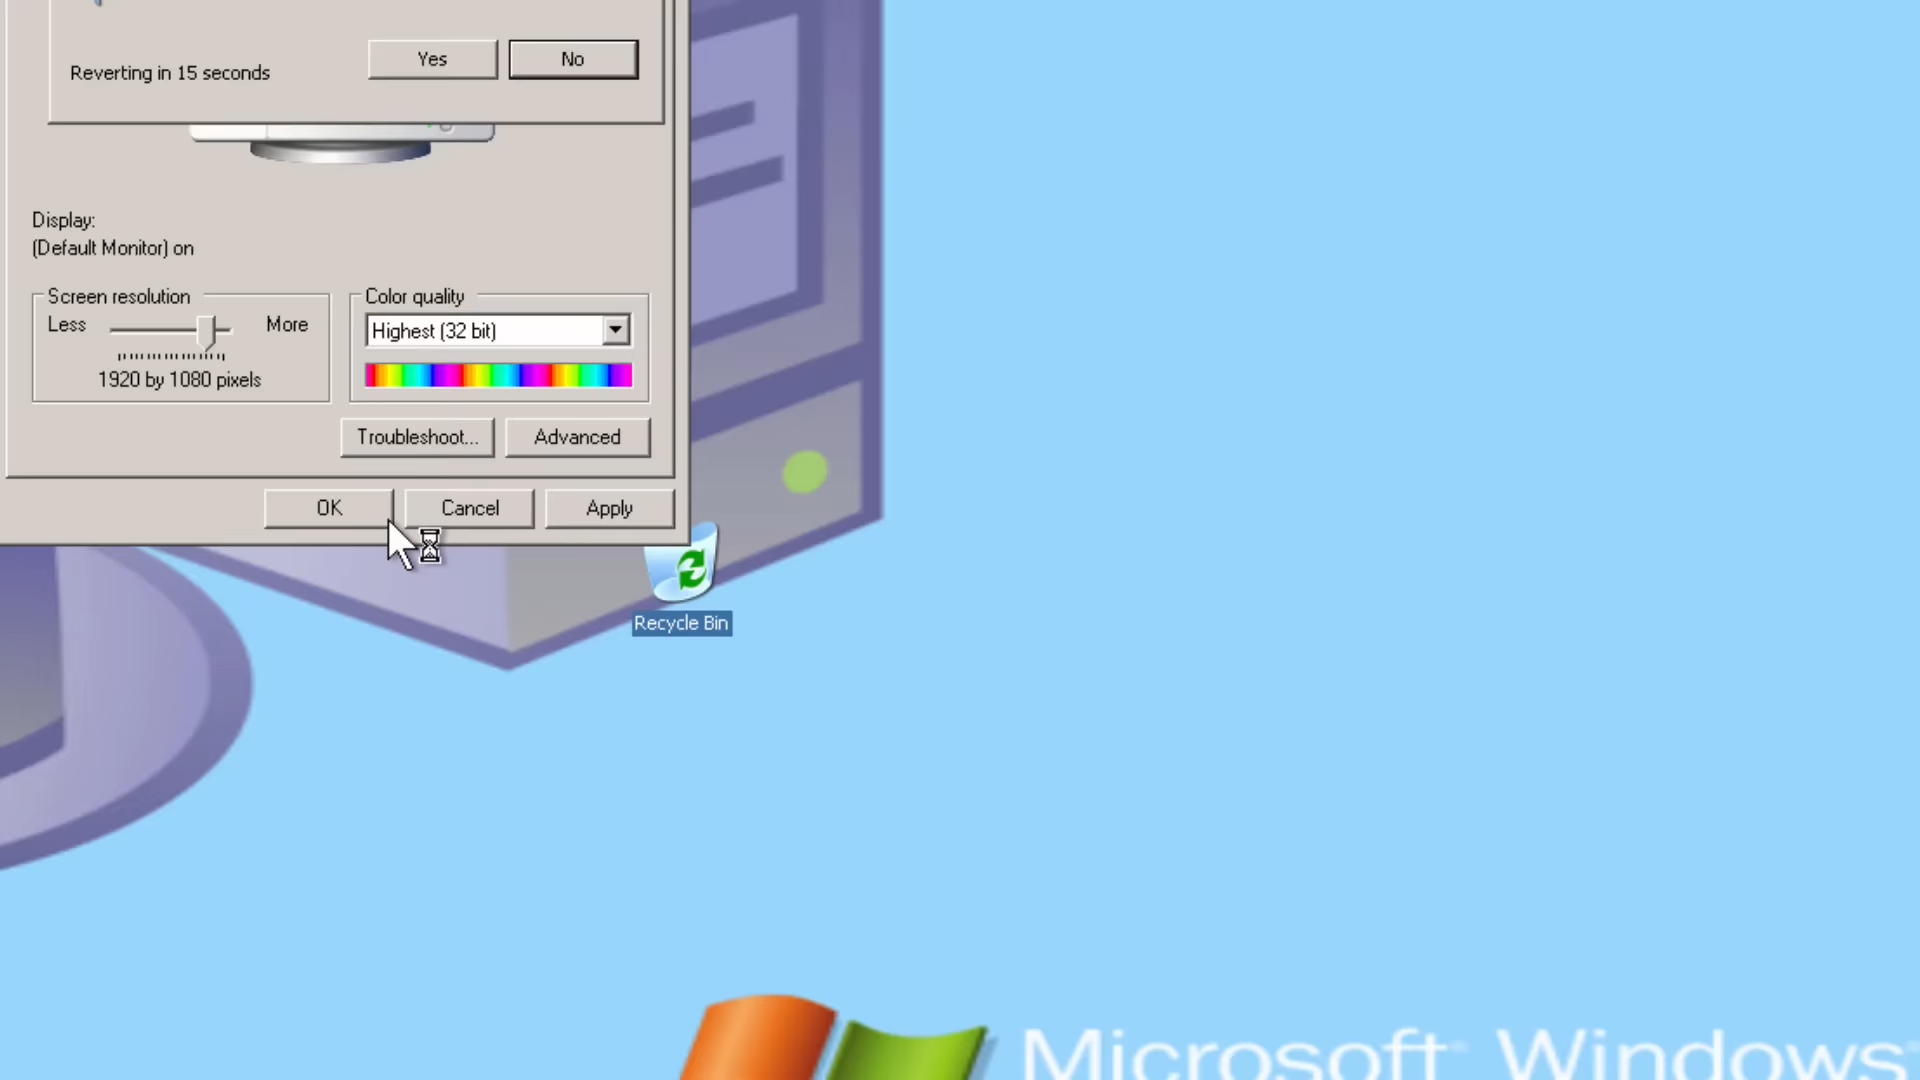 Yes
No
Reverting in 15 seconds
Display:
(Default Monitor) on
Screen resolution
Less
More
1920 by 1080 pixels
Color quality
Highest (32 bit)
Troubleshoot...
Advanced
OK
Cancel
Apply
Recycle Bin
Microsoft Windows